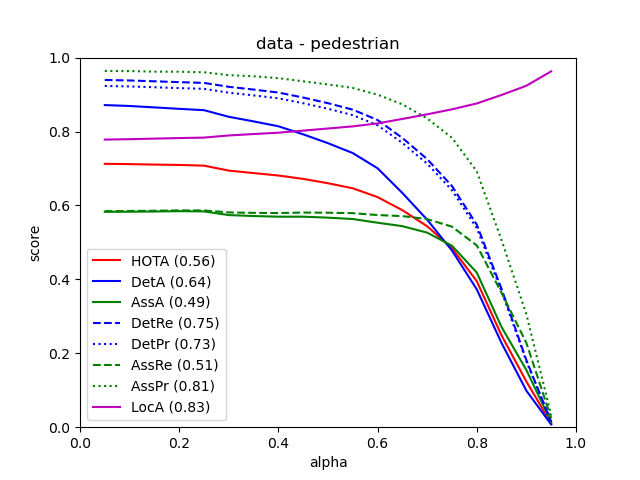 data - pedestrian
1.0
0.8
0.6
0.4
0.2
0.0
score
HOTA (0.56)
DetA (0.64)
AssA (0.49)
DetRe (0.75)
DetPr (0.73)
AssRe (0.51)
AssPr (0.81)
LocA (0.83)
0.0 0.2 0.4 0.6 0.8 1.0
alpha